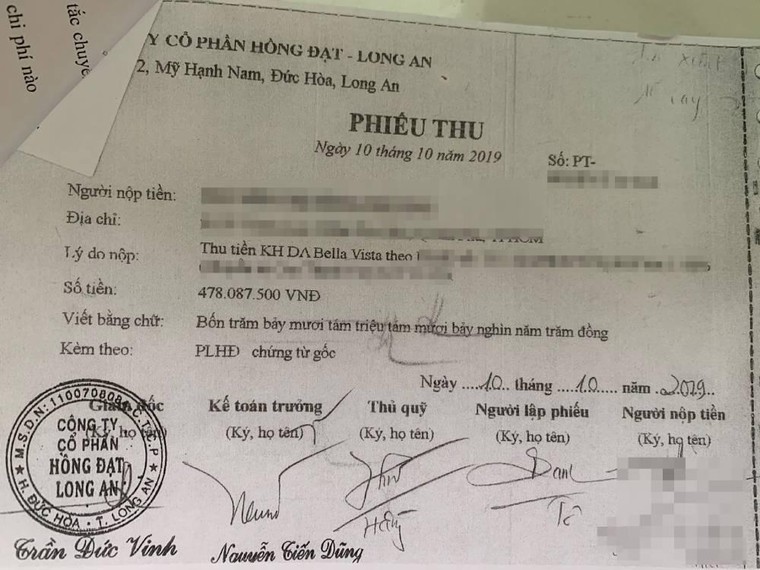 tắc chuyể
chi phí nào
Y CỔ PHẦN HỒNG ĐẠT - LONG AN
2, Mỹ Hạnh Nam, Đức Hòa, Long An
PHIẾU THU
Ngày 10 tháng 10 năm 2019
Số: PT-
Người nộp tiền:
Địa chỉ:
Lý do nộp: Thu tiền KH DA Bella Vista theo
Số tiền: 478.087.500 VNĐ
Viết bằng chữ: Bốn trăm bảy mươi tám triệu tám mươi bảy nghìn năm trăm đồng
Kèm theo: PLHĐ chứng từ gốc
Ngày .....10..... tháng .....10..... năm .2019..
Giám đốc Kế toán trưởng Thủ quỹ Người lập phiếu Người nộp tiền
(Ký, họ tên) (Ký, họ tên) (Ký, họ tên) (Ký, họ tên) (Ký, họ tên)
M.S.D.N: 1100708084 C.T.C.P
CÔNG TY
CỔ PHẦN
HỒNG ĐẠT
LONG AN
H. ĐỨC HÒA - T. LONG AN
Trần Đức Vinh Nguyễn Tiến Dũng